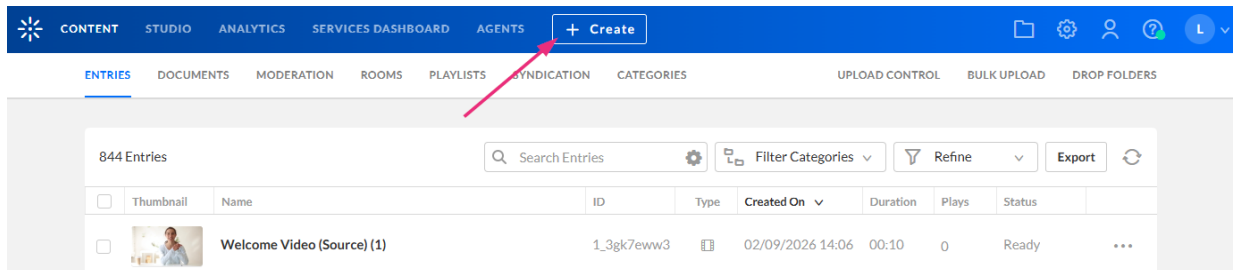 CONTENT STUDIO ANALYTICS SERVICES DASHBOARD AGENTS + Create L
ENTRIES DOCUMENTS MODERATION ROOMS PLAYLISTS SYNDICATION CATEGORIES UPLOAD CONTROL BULK UPLOAD DROP FOLDERS
844 Entries Search Entries Filter Categories Refine Export
Thumbnail Name ID Type Created On Duration Plays Status
Welcome Video (Source) (1) 1_3gk7eww3 02/09/2026 14:06 00:10 0 Ready